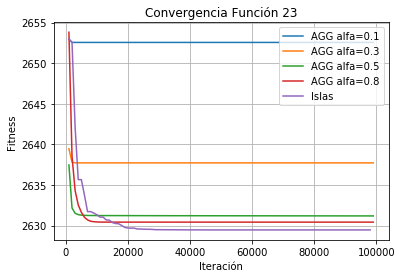 Convergencia Función 23
Fitness
2655
2650
2645
2640
2635
2630
AGG alfa=0.1
AGG alfa=0.3
AGG alfa=0.5
AGG alfa=0.8
Islas
0
20000
40000
60000
80000
100000
Iteración